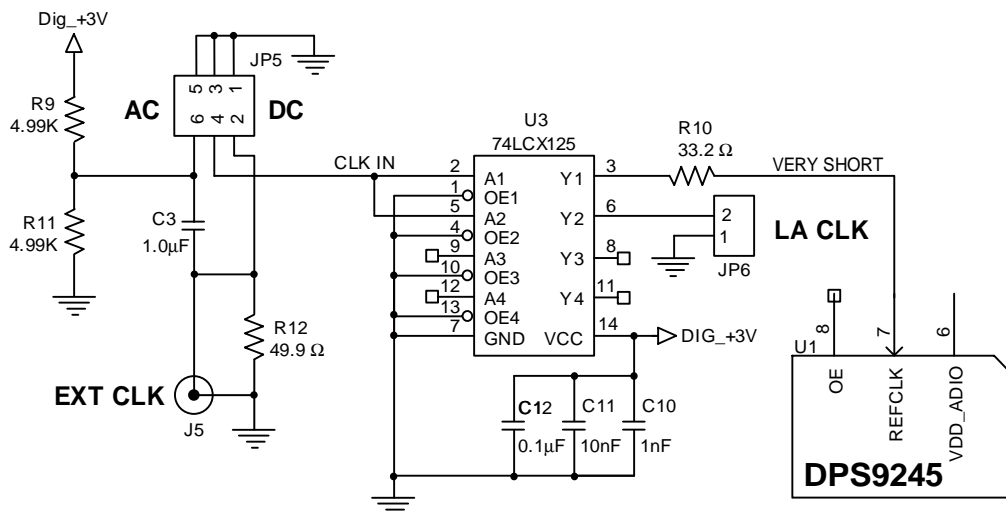 Dig_+3V
JP5
5 3 1
AC
DC
6 4 2
R9
4.99K
R11
4.99K
C3
1.0µF
R12
49.9 Ω
EXT CLK
J5
CLK IN
U3
74LCX125
2 A1 Y1 3
1 OE1
5 A2 Y2 6
4 OE2
9 A3 Y3 8
10 OE3
12 A4 Y4 11
13 OE4
7 GND VCC 14
R10
33.2 Ω
VERY SHORT
2
1
JP6
LA CLK
DIG_+3V
C12
0.1µF
C11
10nF
C10
1nF
U1
8
7
6
OE
REFCLK
VDD_ADIO
DPS9245